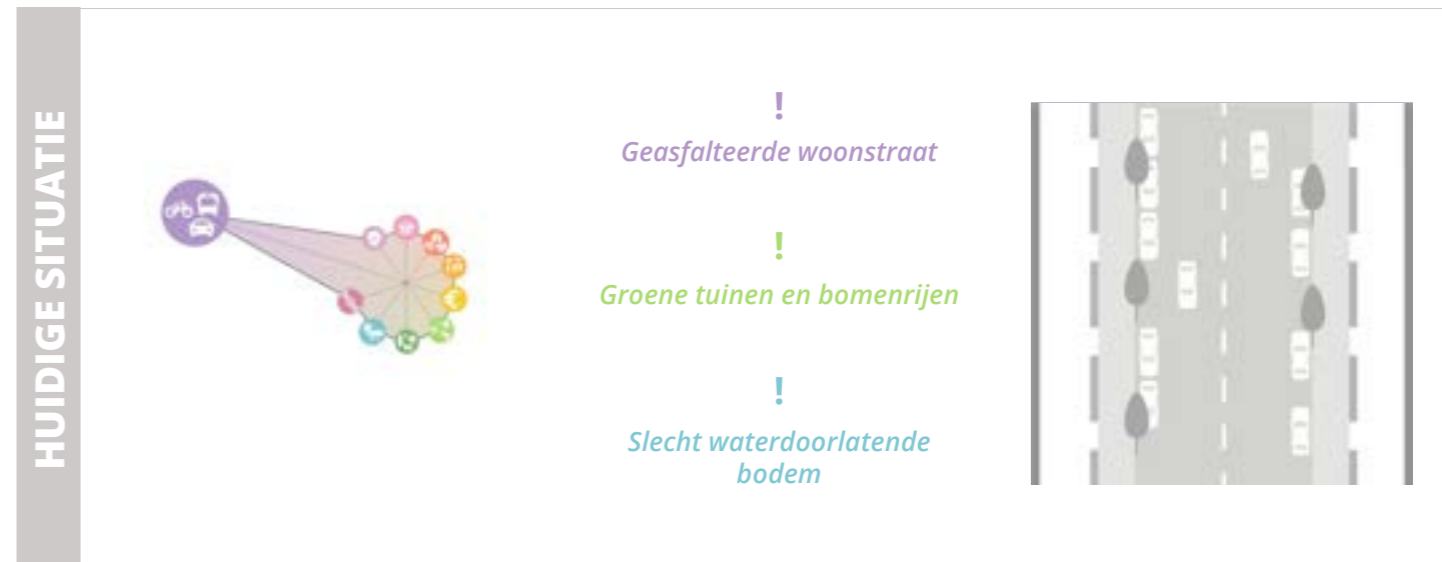 HUIDIGE SITUATIE
!
Geasfalteerde woonstraat
!
Groene tuinen en bomenrijen
!
Slecht waterdoorlatende
bodem